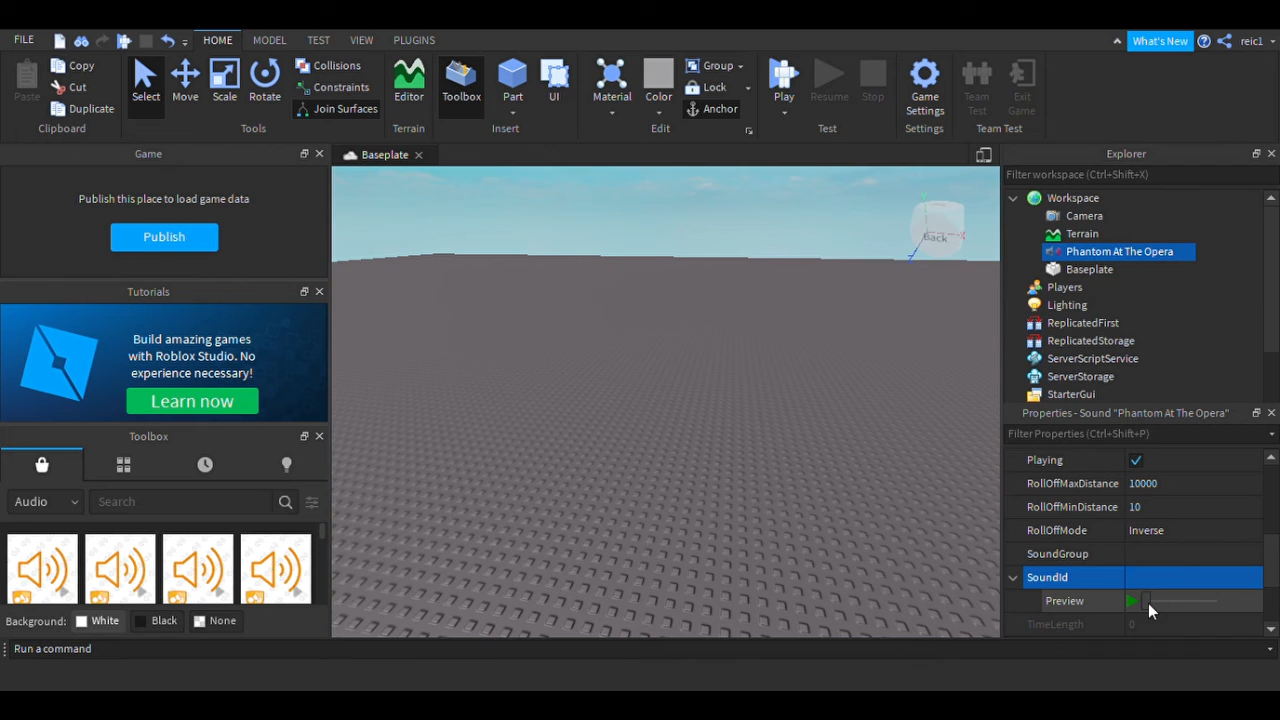 FILE HOME MODEL TEST VIEW PLUGINS What's New reic1
Paste Copy Cut Duplicate Select Move Scale Rotate Collisions Constraints Join Surfaces Editor Toolbox Part UI Material Color Group Lock Anchor Play Resume Stop Game Settings Team Test Exit Game
Clipboard Tools Terrain Insert Edit Test Settings Team Test
Game
Publish this place to load game data
Publish
Tutorials
Build amazing games
with Roblox Studio. No
experience necessary!
Learn now
Toolbox
Audio Search
Background: White Black None
Baseplate
Back
X
Explorer
Filter workspace (Ctrl+Shift+X)
Workspace
Camera
Terrain
Phantom At The Opera
Baseplate
Players
Lighting
ReplicatedFirst
ReplicatedStorage
ServerScriptService
ServerStorage
StarterGui
Properties - Sound "Phantom At The Opera"
Filter Properties (Ctrl+Shift+P)
Playing
RollOffMaxDistance 10000
RollOffMinDistance 10
RollOffMode Inverse
SoundGroup
SoundId
Preview
TimeLength 0
Run a command